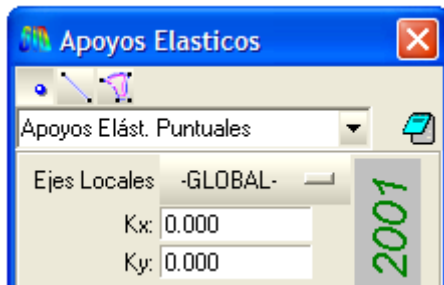 Apoyos Elasticos
Apoyos Elást. Puntuales
Ejes Locales -GLOBAL-
Kx: 0.000
Ky: 0.000
2001